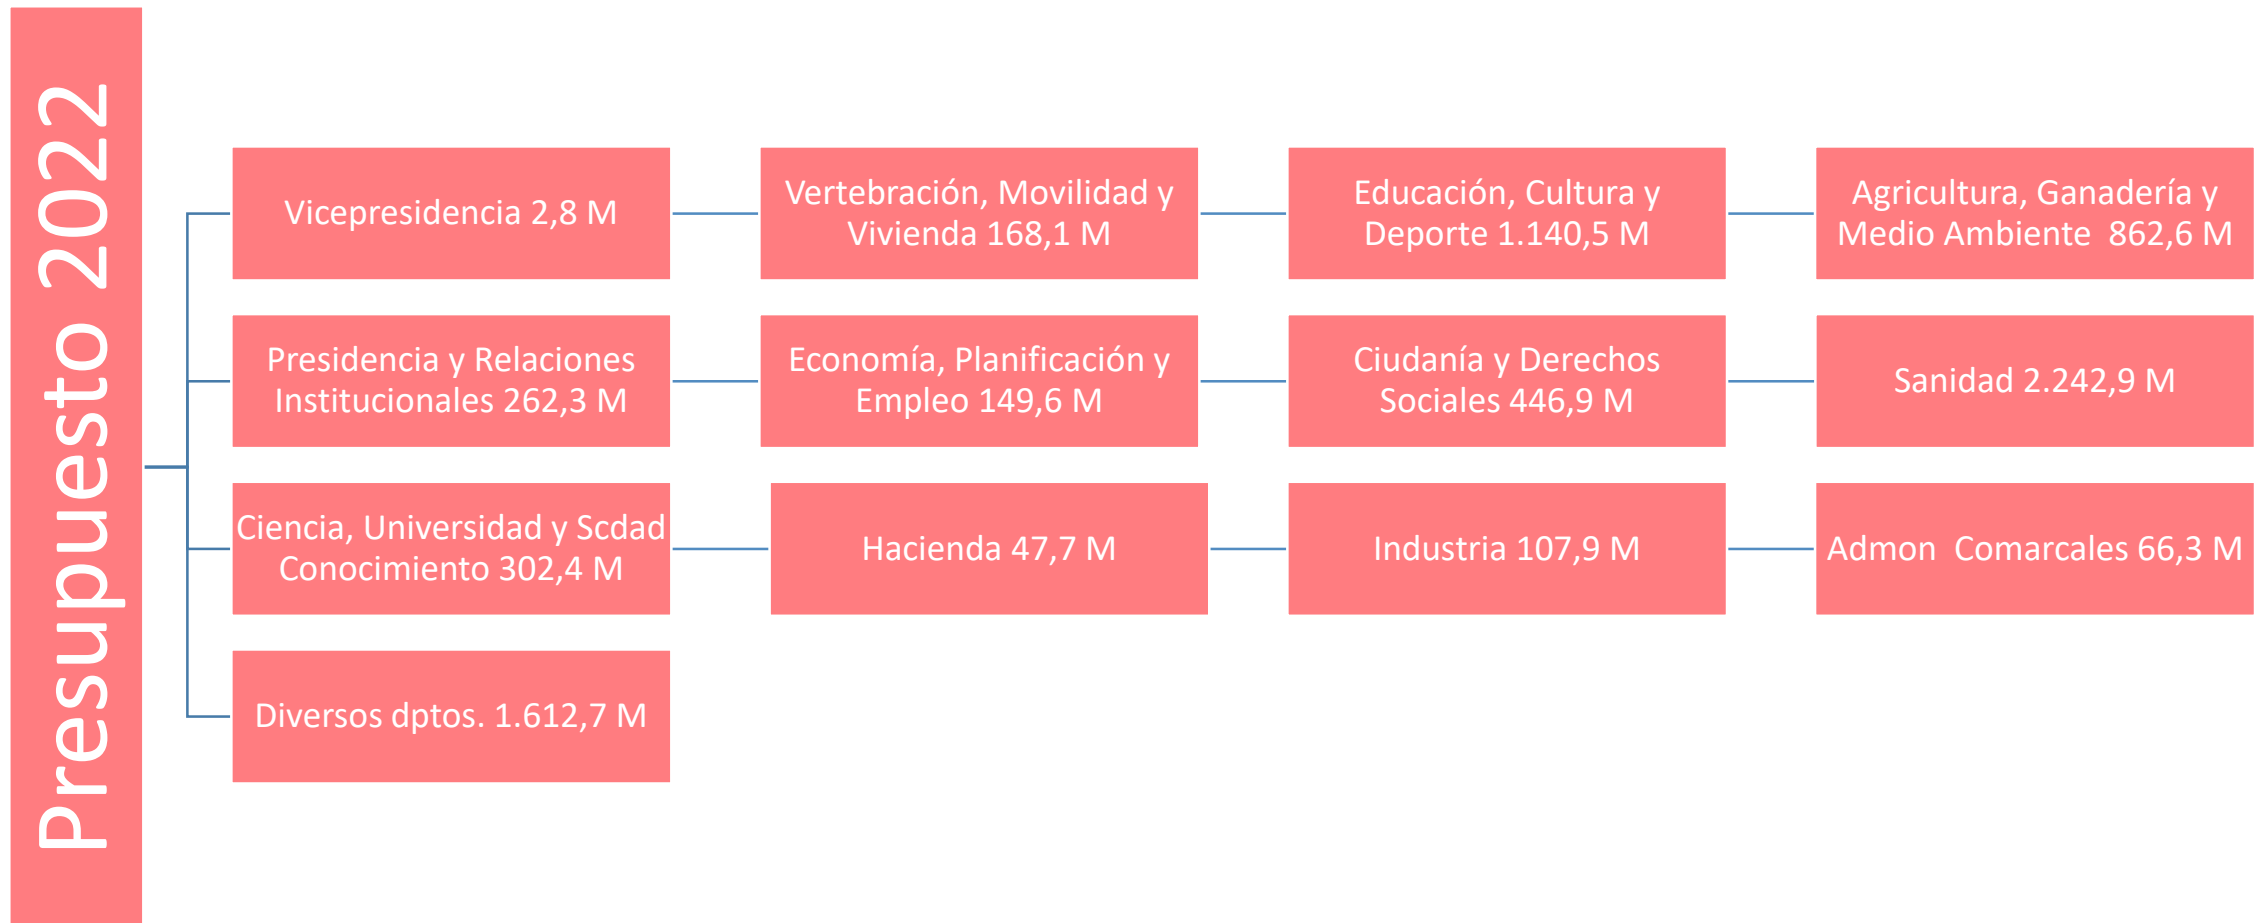 Presupuesto 2022
Vicepresidencia 2,8 M
Vertebración, Movilidad y
Vivienda 168,1 M
Educación, Cultura y
Deporte 1.140,5 M
Agricultura, Ganadería y
Medio Ambiente  862,6 M
Presidencia y Relaciones
Institucionales 262,3 M
Economía, Planificación y
Empleo 149,6 M
Ciudanía y Derechos
Sociales 446,9 M
Sanidad 2.242,9 M
Ciencia, Universidad y Scdad
Conocimiento 302,4 M
Hacienda 47,7 M
Industria 107,9 M
Admon  Comarcales 66,3 M
Diversos dptos. 1.612,7 M